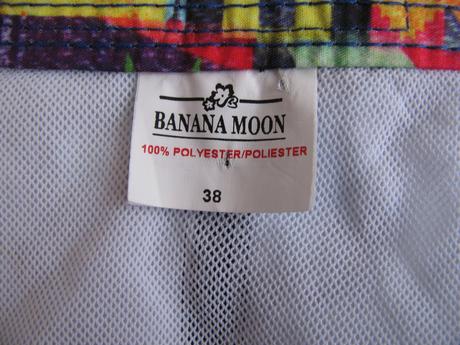 BANANA MOON
100% POLYESTER/POLIESTER
38